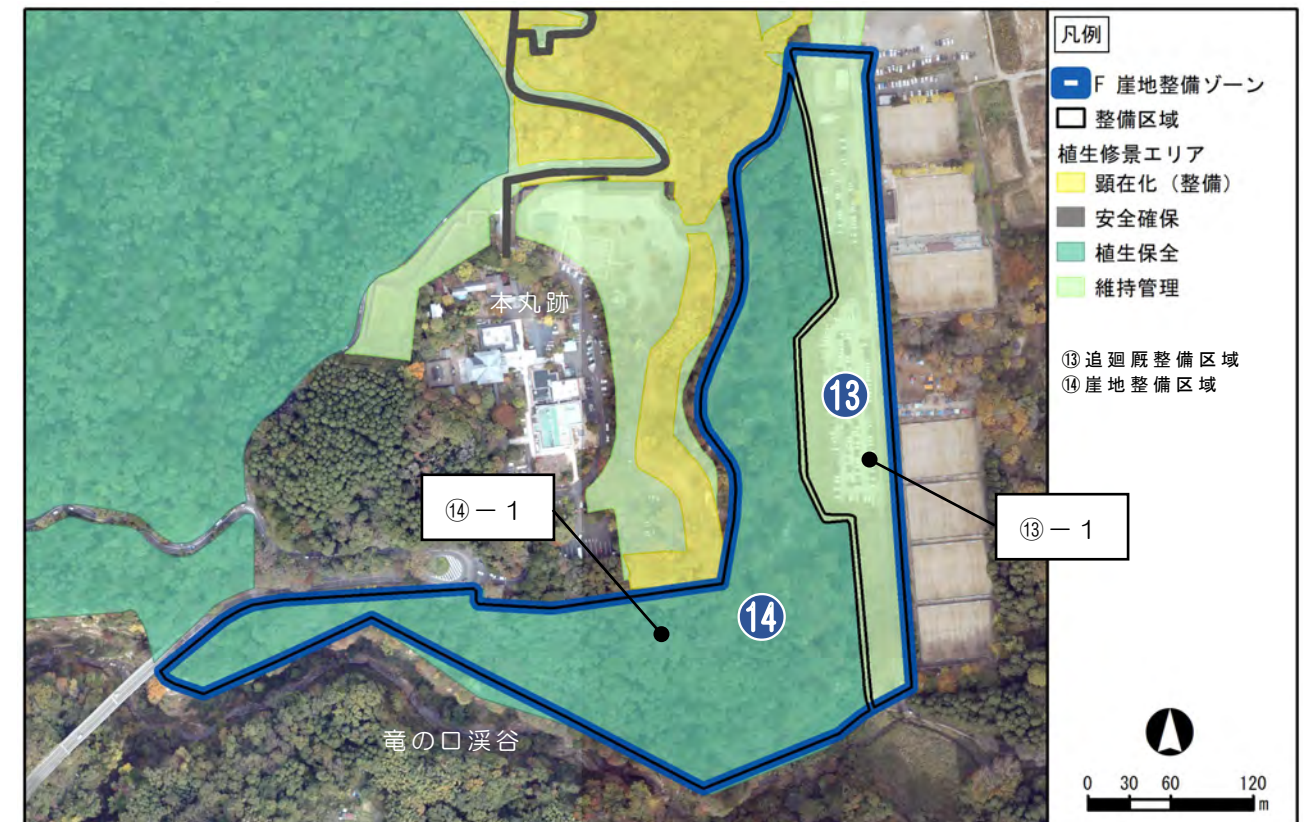 本丸跡
⑬
⑭－１
⑬－１
⑭
竜の口渓谷
凡例
F 崖地整備ゾーン
整備区域
植生修景エリア
顕在化（整備）
安全確保
植生保全
維持管理
⑬追廻厩整備区域
⑭崖地整備区域
0 30 60 120
m